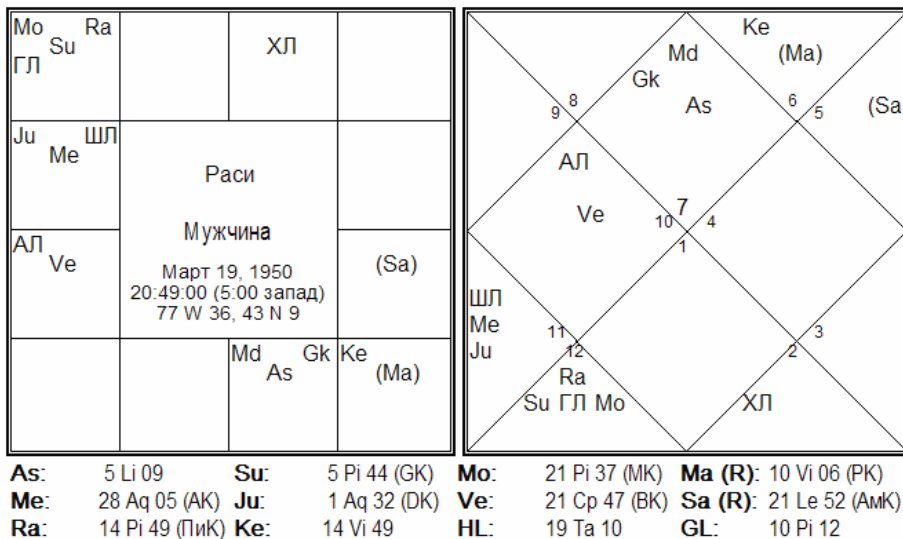 Mo Ra
Su
ГЛ
ХЛ
Ju ШЛ
Me
АЛ
Ve
Раси
Мужчина
Март 19, 1950
20:49:00 (5:00 запад)
77 W 36, 43 N 9
(Sa)
Md Gk
As
Ke
(Ma)
Ke
Md (Ma)
Gk
As
8 6
9 5
(Sa
АЛ
Ve
7
10 4
1
ШЛ
Me
Ju
11 3
12 2
Ra
Su ГЛ Mo
ХЛ
As: 5 Li 09 Su: 5 Pi 44 (GK) Mo: 21 Pi 37 (MK) Ma (R): 10 Vi 06 (PK)
Me: 28 Aq 05 (AK) Ju: 1 Aq 32 (DK) Ve: 21 Cp 47 (BK) Sa (R): 21 Le 52 (АмК)
Ra: 14 Pi 49 (ПиК) Ke: 14 Vi 49 HL: 19 Ta 10 GL: 10 Pi 12